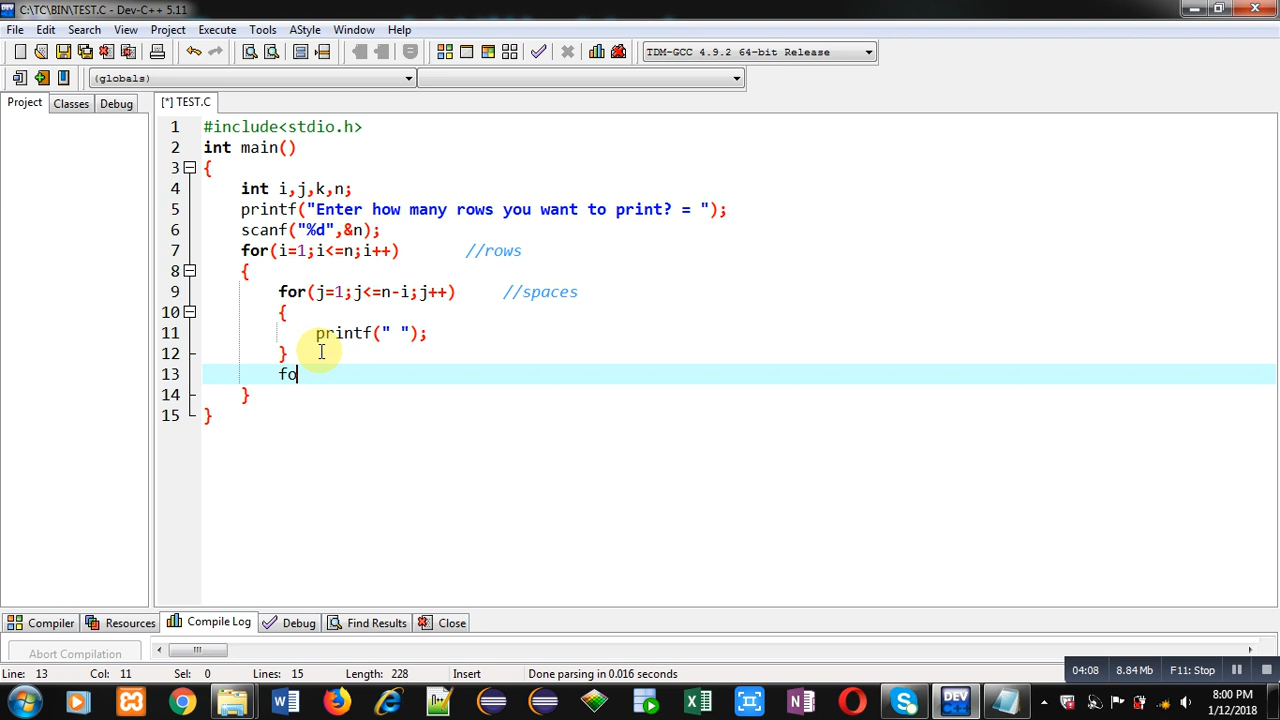 C:\TC\BIN\TEST.C - Dev-C++ 5.11
File Edit Search View Project Execute Tools AStyle Window Help
TDM-GCC 4.9.2 64-bit Release
(globals)
Project Classes Debug [*] TEST.C
1 #include<stdio.h>
2 int main()
3 {
4 int i,j,k,n;
5 printf("Enter how many rows you want to print? = ");
6 scanf("%d",&n);
7 for(i=1;i<=n;i++) //rows
8 {
9 for(j=1;j<=n-i;j++) //spaces
10 {
11 printf(" ");
12 }
13 fo
14 }
15 }
Compiler Resources Compile Log Debug Find Results Close
Abort Compilation
Line: 13 Col: 11 Sel: 0 Lines: 15 Length: 228 Insert Done parsing in 0.016 seconds
04:08 8.84 Mb F11: Stop
DEV
8:00 PM
1/12/2018